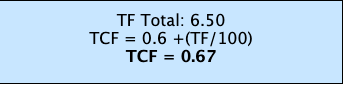 TF Total: 6.50
TCF = 0.6 +(TF/100)
TCF = 0.67